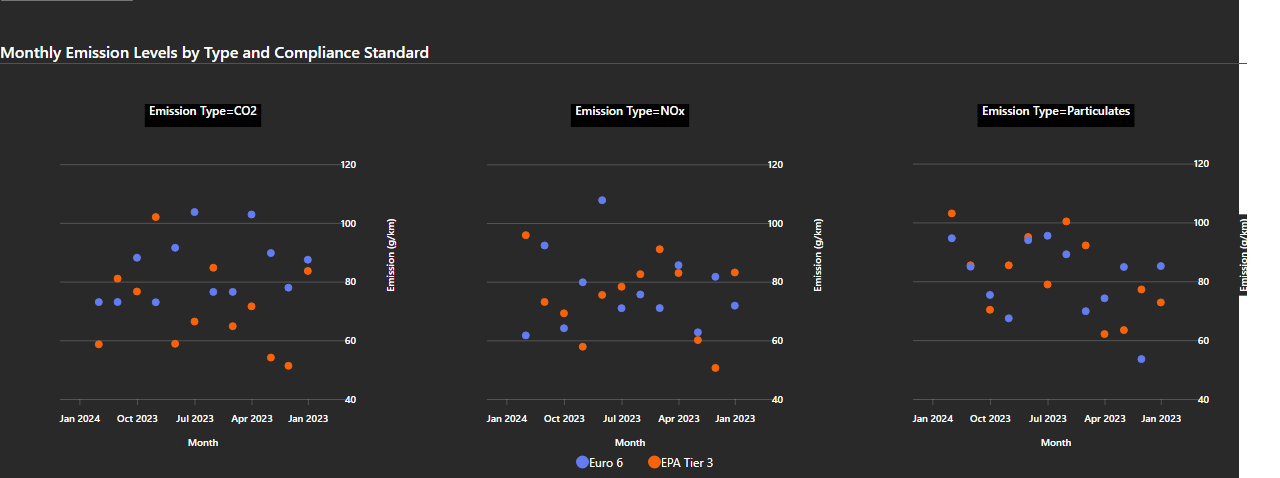 Monthly Emission Levels by Type and Compliance Standard
Emission Type=CO2
120
100
80
60
40
Emission (g/km)
Jan 2024 Oct 2023 Jul 2023 Apr 2023 Jan 2023
Month
Emission Type=NOx
120
100
80
60
40
Emission (g/km)
Jan 2024 Oct 2023 Jul 2023 Apr 2023 Jan 2023
Month
Emission Type=Particulates
120
100
80
60
40
Emission (g/km)
Jan 2024 Oct 2023 Jul 2023 Apr 2023 Jan 2023
Month
Euro 6 EPA Tier 3